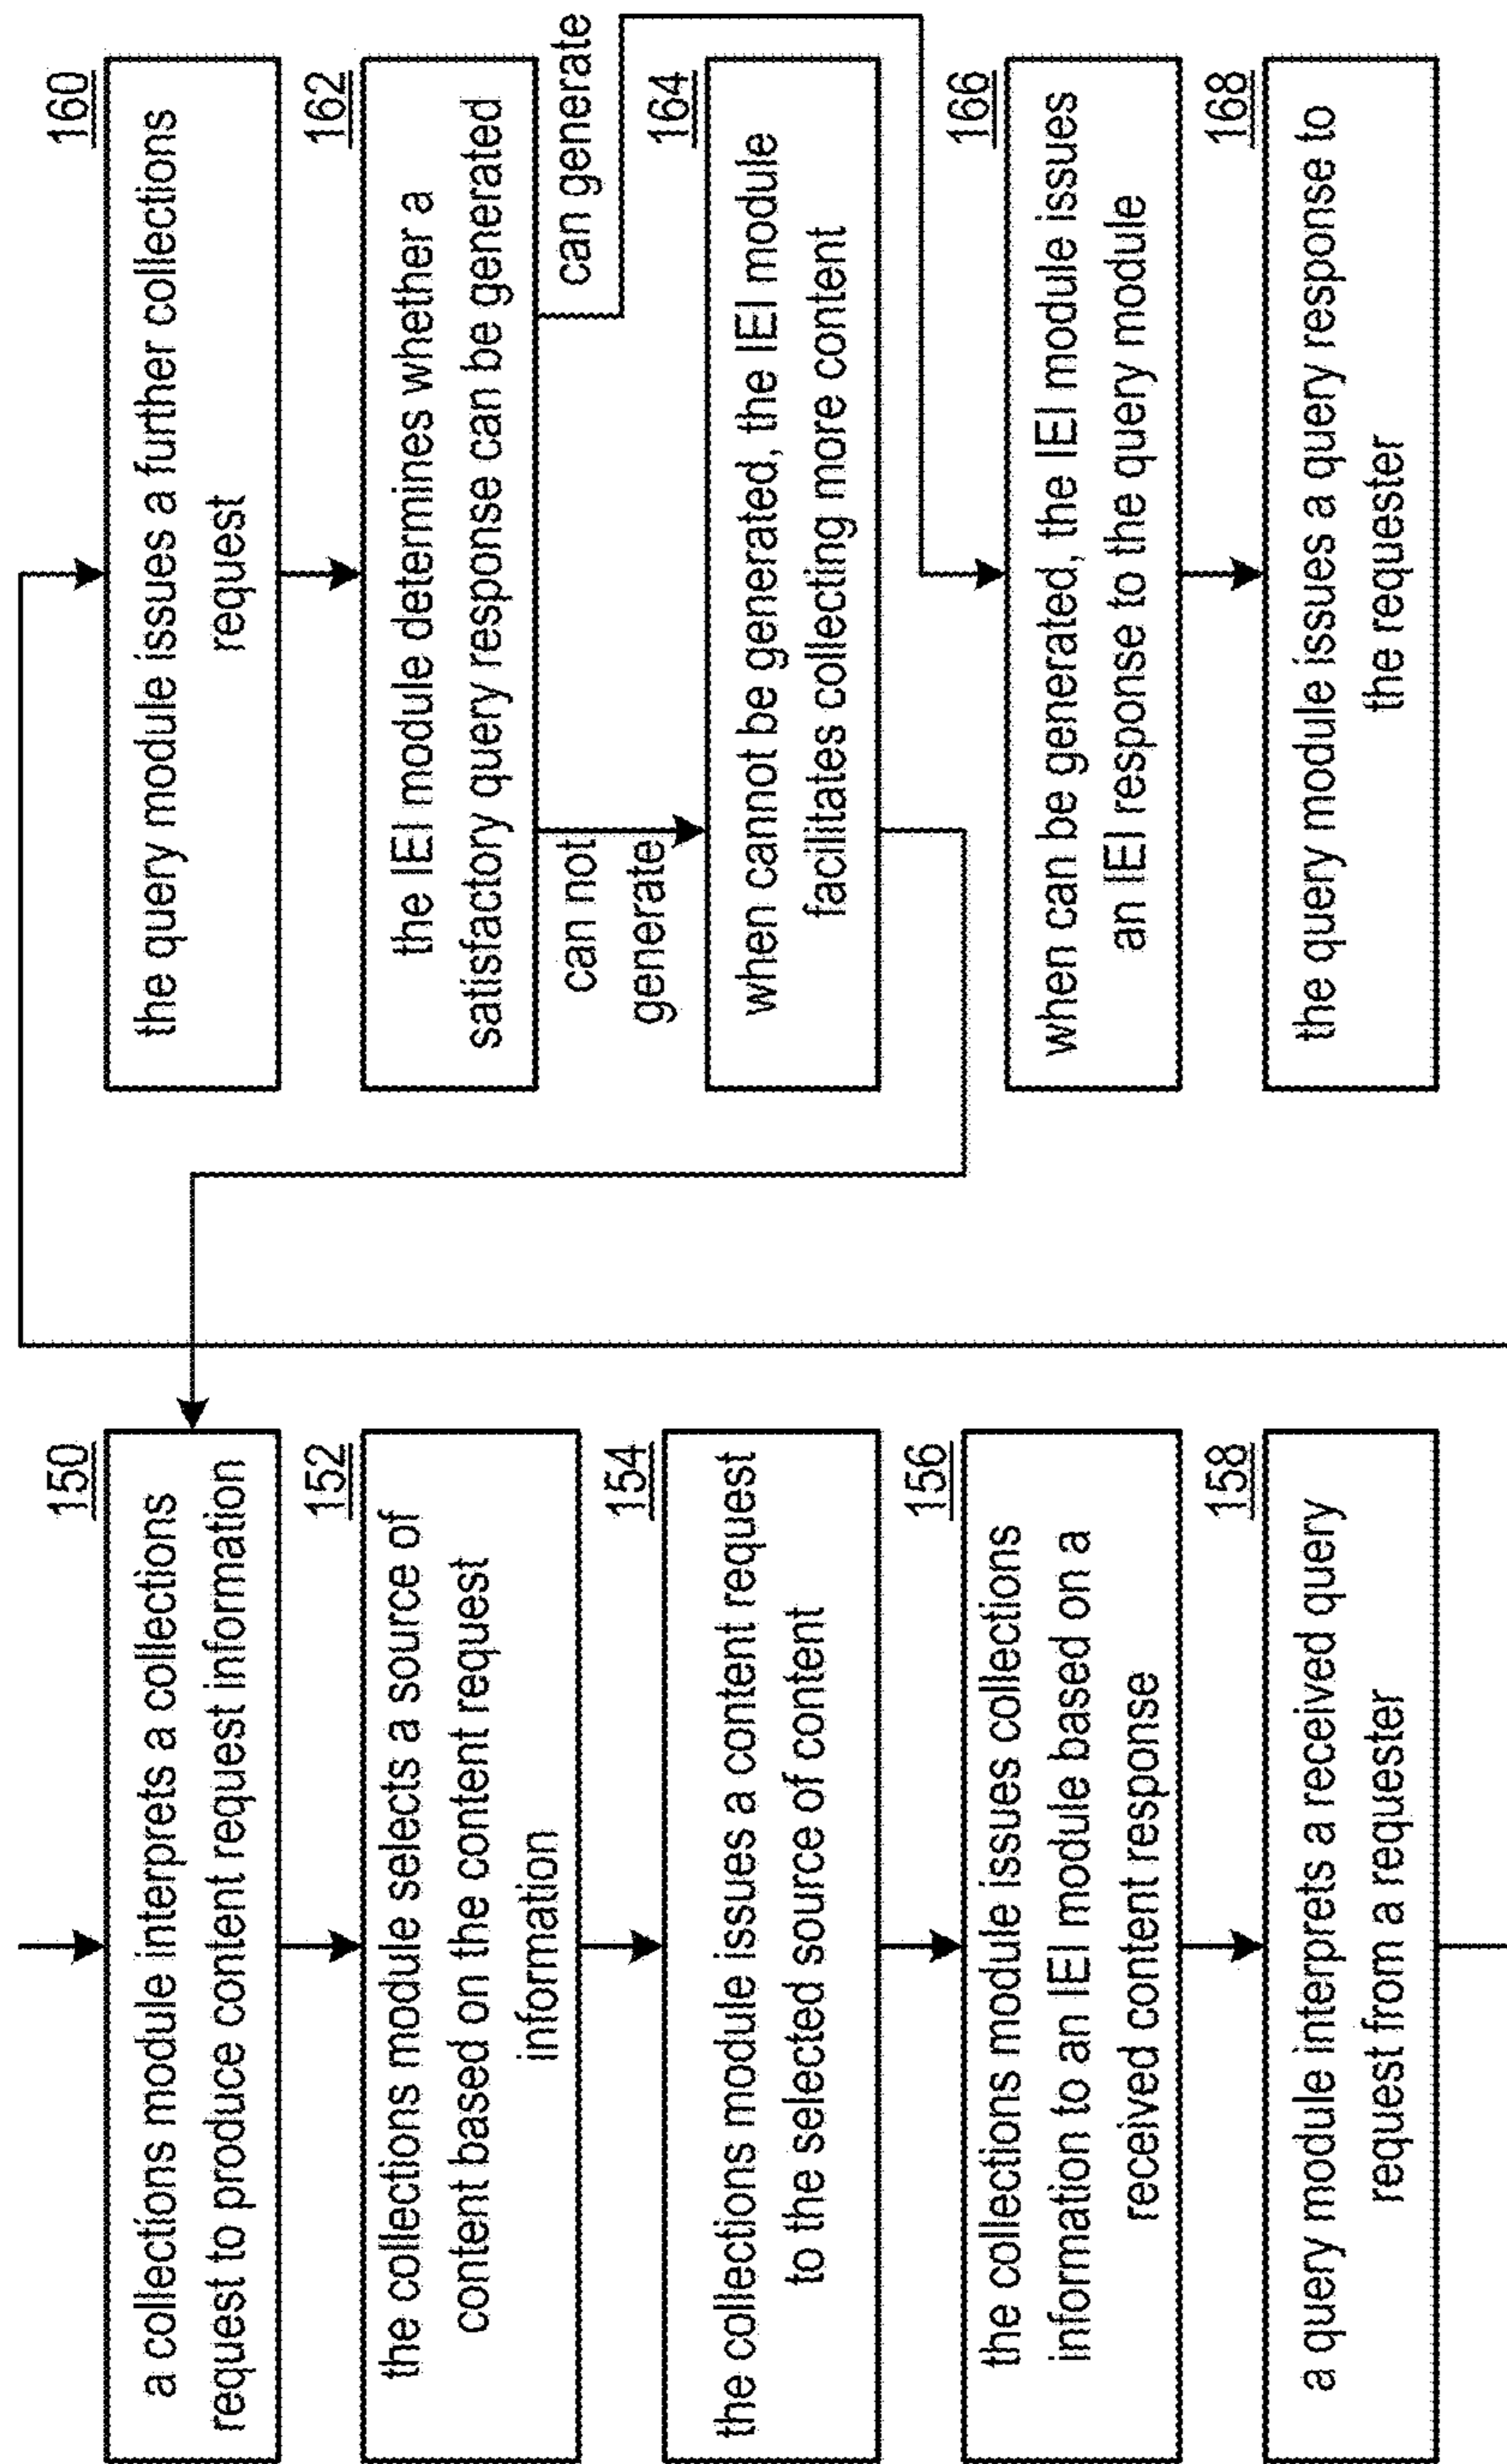 150
a collections module interprets a collections
request to produce content request information
152
the collections module selects a source of
content based on the content request
information
154
the collections module issues a content request
to the selected source of content
156
the collections module issues collections
information to an IEI module based on a
received content response
158
a query module interprets a received query
request from a requester
160
the query module issues a further collections
request
162
the IEI module determines whether a
satisfactory query response can be generated
can not
generate
can generate
164
when cannot be generated, the IEI module
facilitates collecting more content
166
when can be generated, the IEI module issues
an IEI response to the query module
168
the query module issues a query response to
the requester